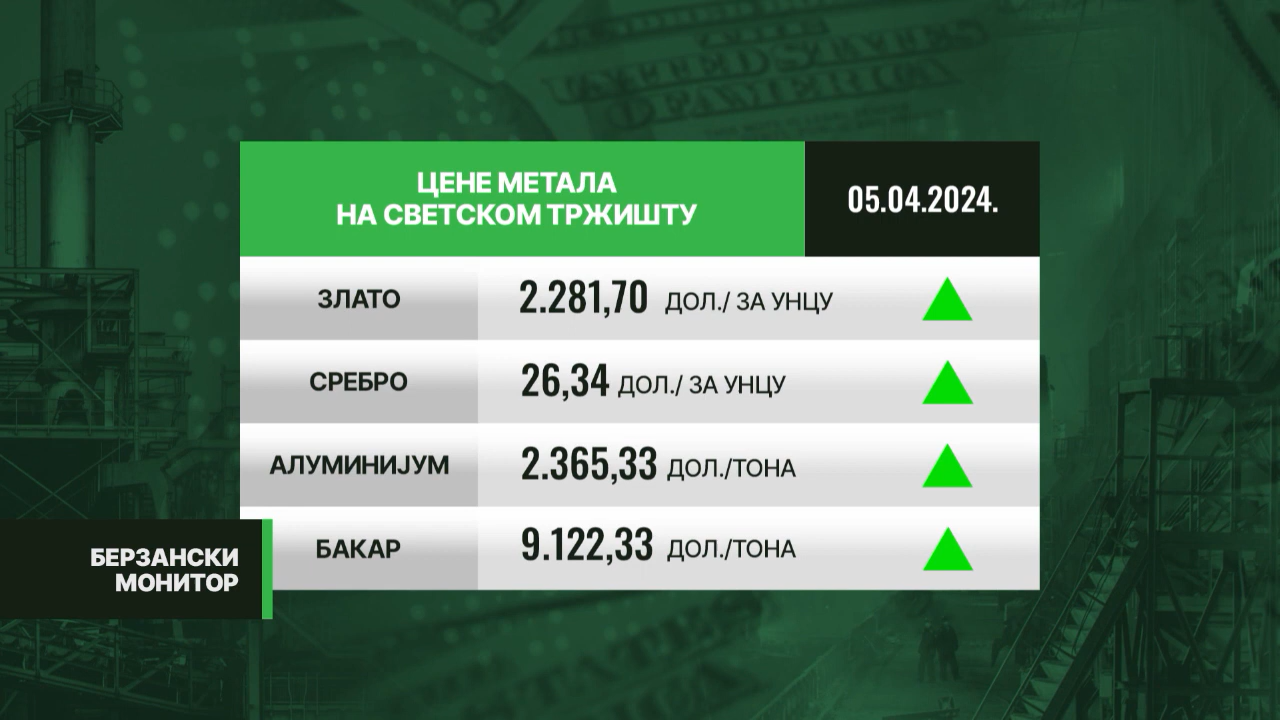 ЦЕНЕ МЕТАЛА
НА СВЕТСКОМ ТРЖИШТУ
05.04.2024.
ЗЛАТО 2.281,70 ДОЛ./ ЗА УНЦУ
СРЕБРО 26,34 ДОЛ./ ЗА УНЦУ
АЛУМИНИЈУМ 2.365,33 ДОЛ./ТОНА
БАКАР 9.122,33 ДОЛ./ТОНА
БЕРЗАНСКИ
МОНИТОР